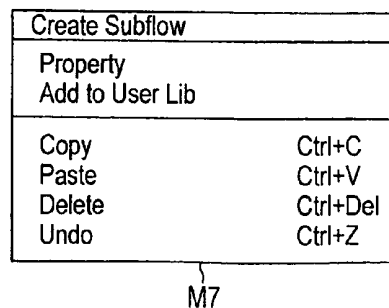 Create Subflow
Property
Add to User Lib
Copy Ctrl+C
Paste Ctrl+V
Delete Ctrl+Del
Undo Ctrl+Z
M7